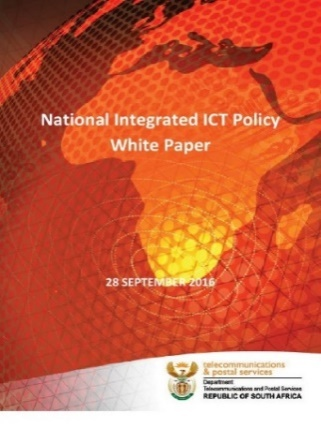 National Integrated ICT Policy
White Paper
28 SEPTEMBER 2016
telecommunications
& postal services
Department
Telecommunications and Postal Services
REPUBLIC OF SOUTH AFRICA